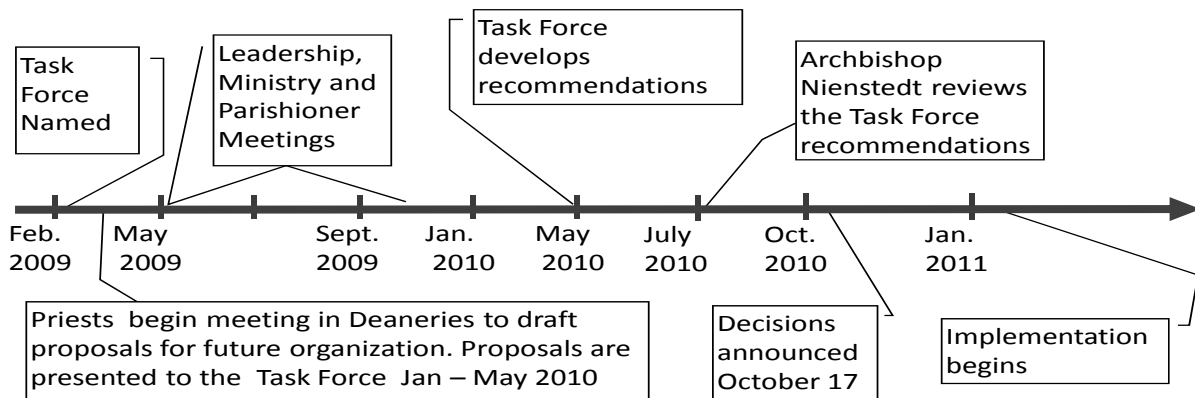 Task
Force
Named
Leadership,
Ministry and
Parishioner
Meetings
Task Force
develops
recommendations
Archbishop
Nienstedt reviews
the Task Force
recommendations
Feb.
2009
May
2009
Sept.
2009
Jan.
2010
May
2010
July
2010
Oct.
2010
Jan.
2011
Priests begin meeting in Deaneries to draft
proposals for future organization. Proposals are
presented to the Task Force Jan – May 2010
Decisions
announced
October 17
Implementation
begins